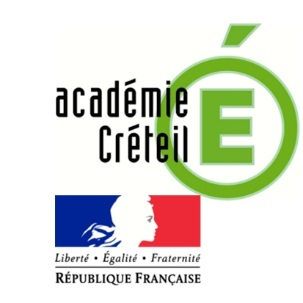 académie
Créteil
É
Liberté • Égalité • Fraternité
RÉPUBLIQUE FRANÇAISE